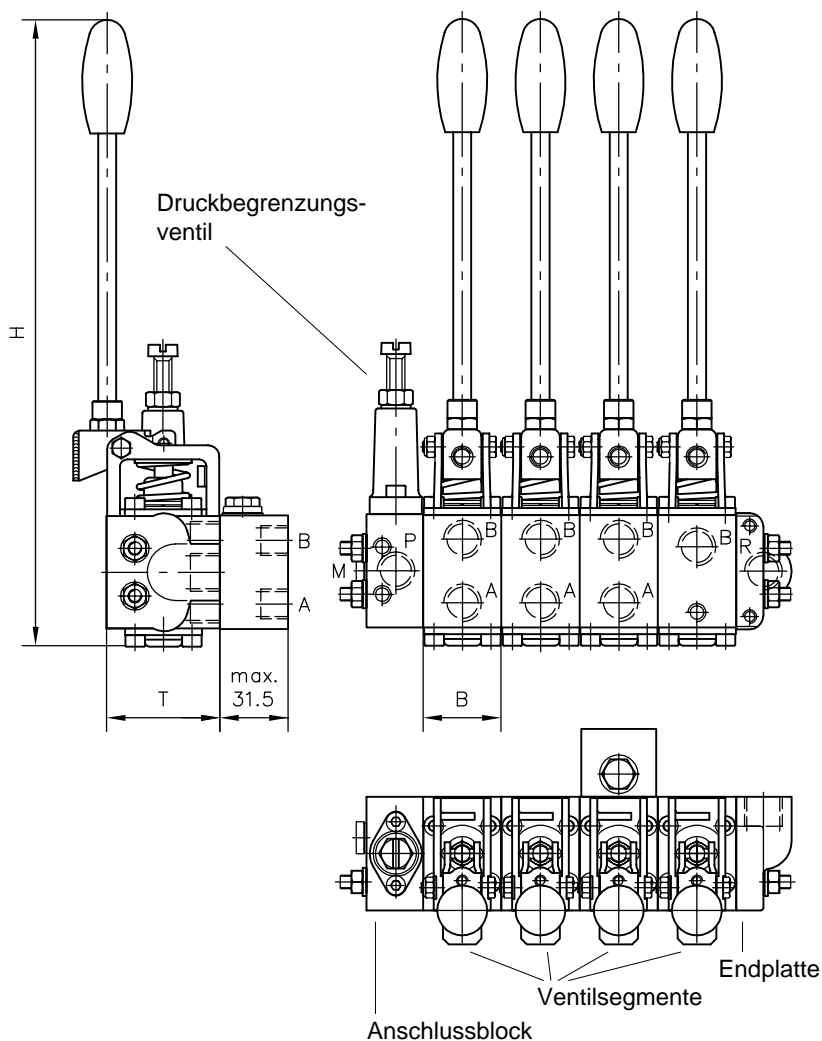 Druckbegrenzungs-
ventil
H
P
B
B
B
B
R
B
M
A
A
A
A
T
max.
31.5
B
Endplatte
Ventilsegmente
Anschlussblock